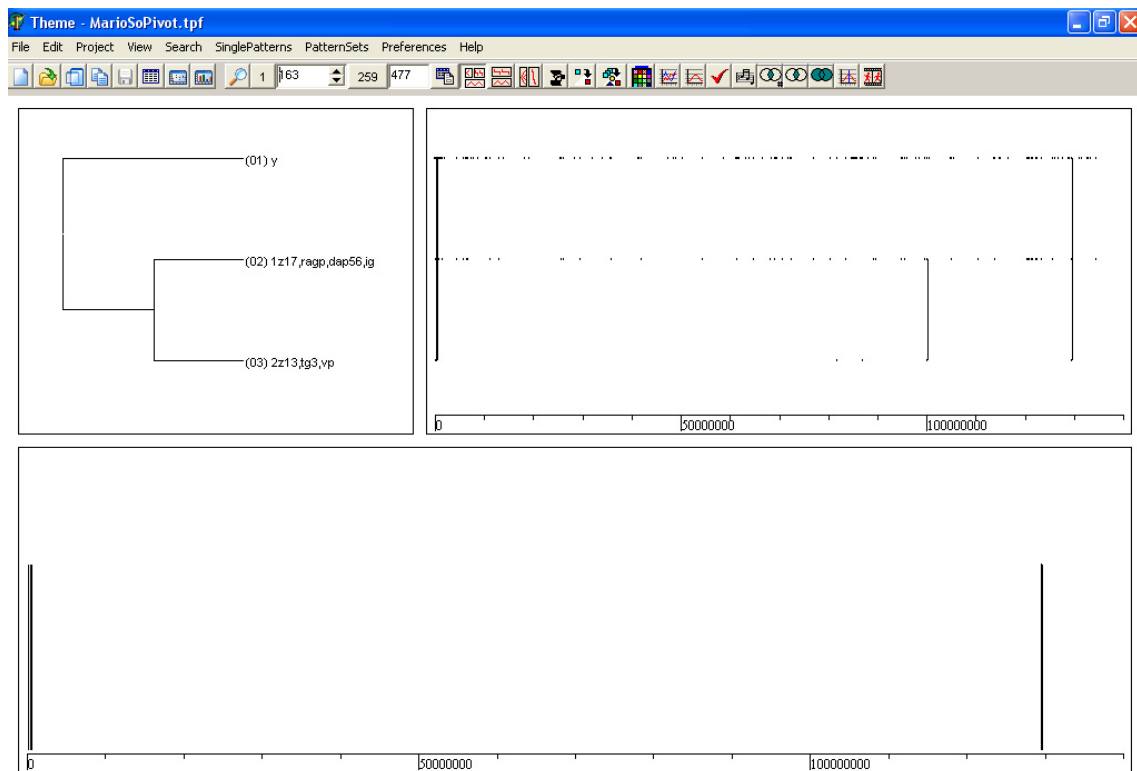 Theme - MarioSoPivot.tpf
File Edit Project View Search SinglePatterns PatternSets Preferences Help
1 163 259 477
(01) y
(02) 1z17,ragp,dap56,ig
(03) 2z13,tg3,vp
0 50000000 100000000
0 50000000 100000000